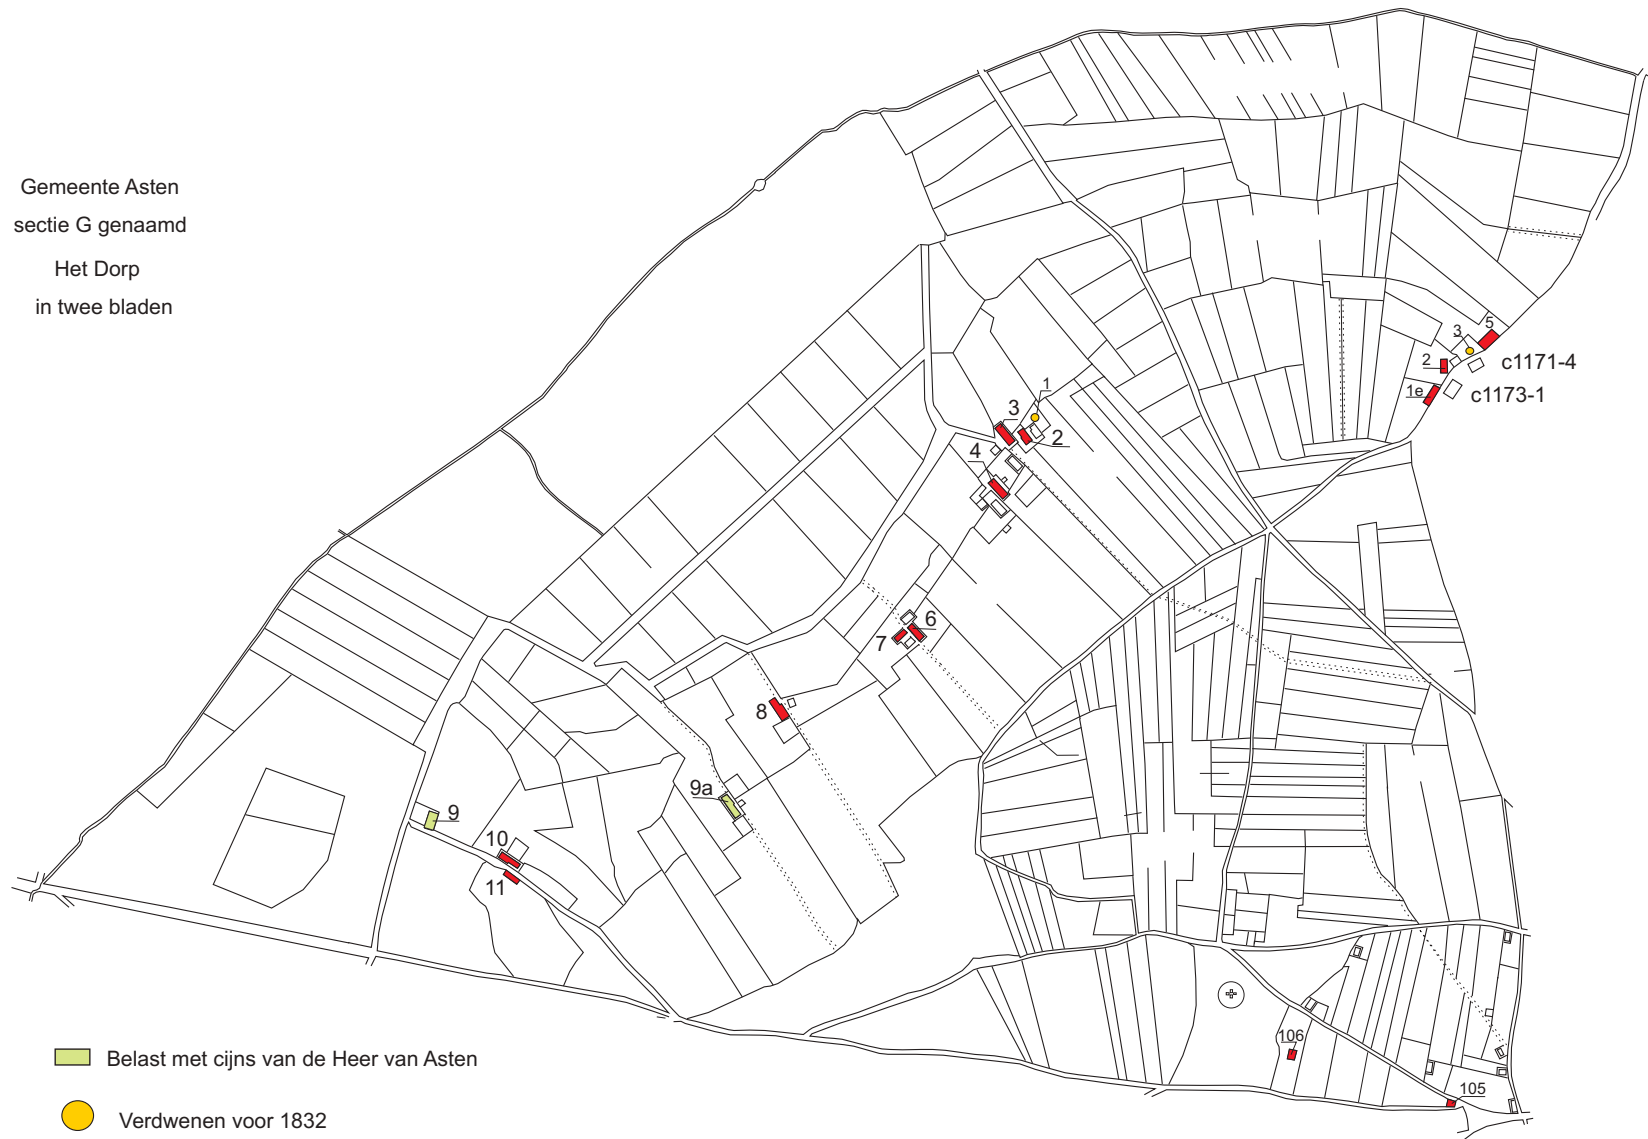 Gemeente Asten
sectie G genaamd
Het Dorp
in twee bladen
5
3
2
c1171-4
1e
c1173-1
1
3
2
4
6
7
8
9a
9
10
11
106
105
Belast met cijns van de Heer van Asten
Verdwenen voor 1832